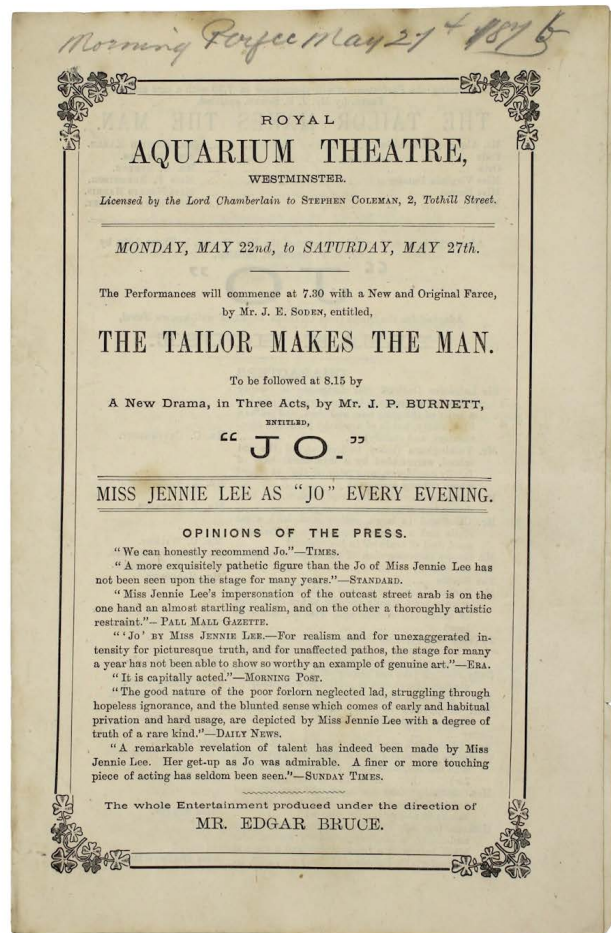 Morning Perfce May 27th 1876
ROYAL
AQUARIUM THEATRE,
WESTMINSTER.
Licensed by the Lord Chamberlain to STEPHEN COLEMAN, 2, Tothill Street.
MONDAY, MAY 22nd, to SATURDAY, MAY 27th.
The Performances will commence at 7.30 with a New and Original Farce,
by Mr. J. E. SODEN, entitled,
THE TAILOR MAKES THE MAN.
To be followed at 8.15 by
A New Drama, in Three Acts, by Mr. J. P. BURNETT,
ENTITLED,
“JO.”
MISS JENNIE LEE AS “JO” EVERY EVENING.
OPINIONS OF THE PRESS.
“We can honestly recommend Jo.”—TIMES.
“A more exquisitely pathetic figure than the Jo of Miss Jennie Lee has
not been seen upon the stage for many years.”—STANDARD.
“Miss Jennie Lee's impersonation of the outcast street arab is on the
one hand an almost startling realism, and on the other a thoroughly artistic
restraint.”—PALL MALL GAZETTE.
“‘Jo’ BY MISS JENNIE LEE.—For realism and for unexaggerated in-
tensity for picturesque truth, and for unaffected pathos, the stage for many
a year has not been able to show so worthy an example of genuine art.”—ERA.
“It is capitally acted.”—MORNING POST.
“The good nature of the poor forlorn neglected lad, struggling through
hopeless ignorance, and the blunted sense which comes of early and habitual
privation and hard usage, are depicted by Miss Jennie Lee with a degree of
truth of a rare kind.”—DAILY NEWS.
“A remarkable revelation of talent has indeed been made by Miss
Jennie Lee. Her get-up as Jo was admirable. A finer or more touching
piece of acting has seldom been seen.”—SUNDAY TIMES.
The whole Entertainment produced under the direction of
MR. EDGAR BRUCE.